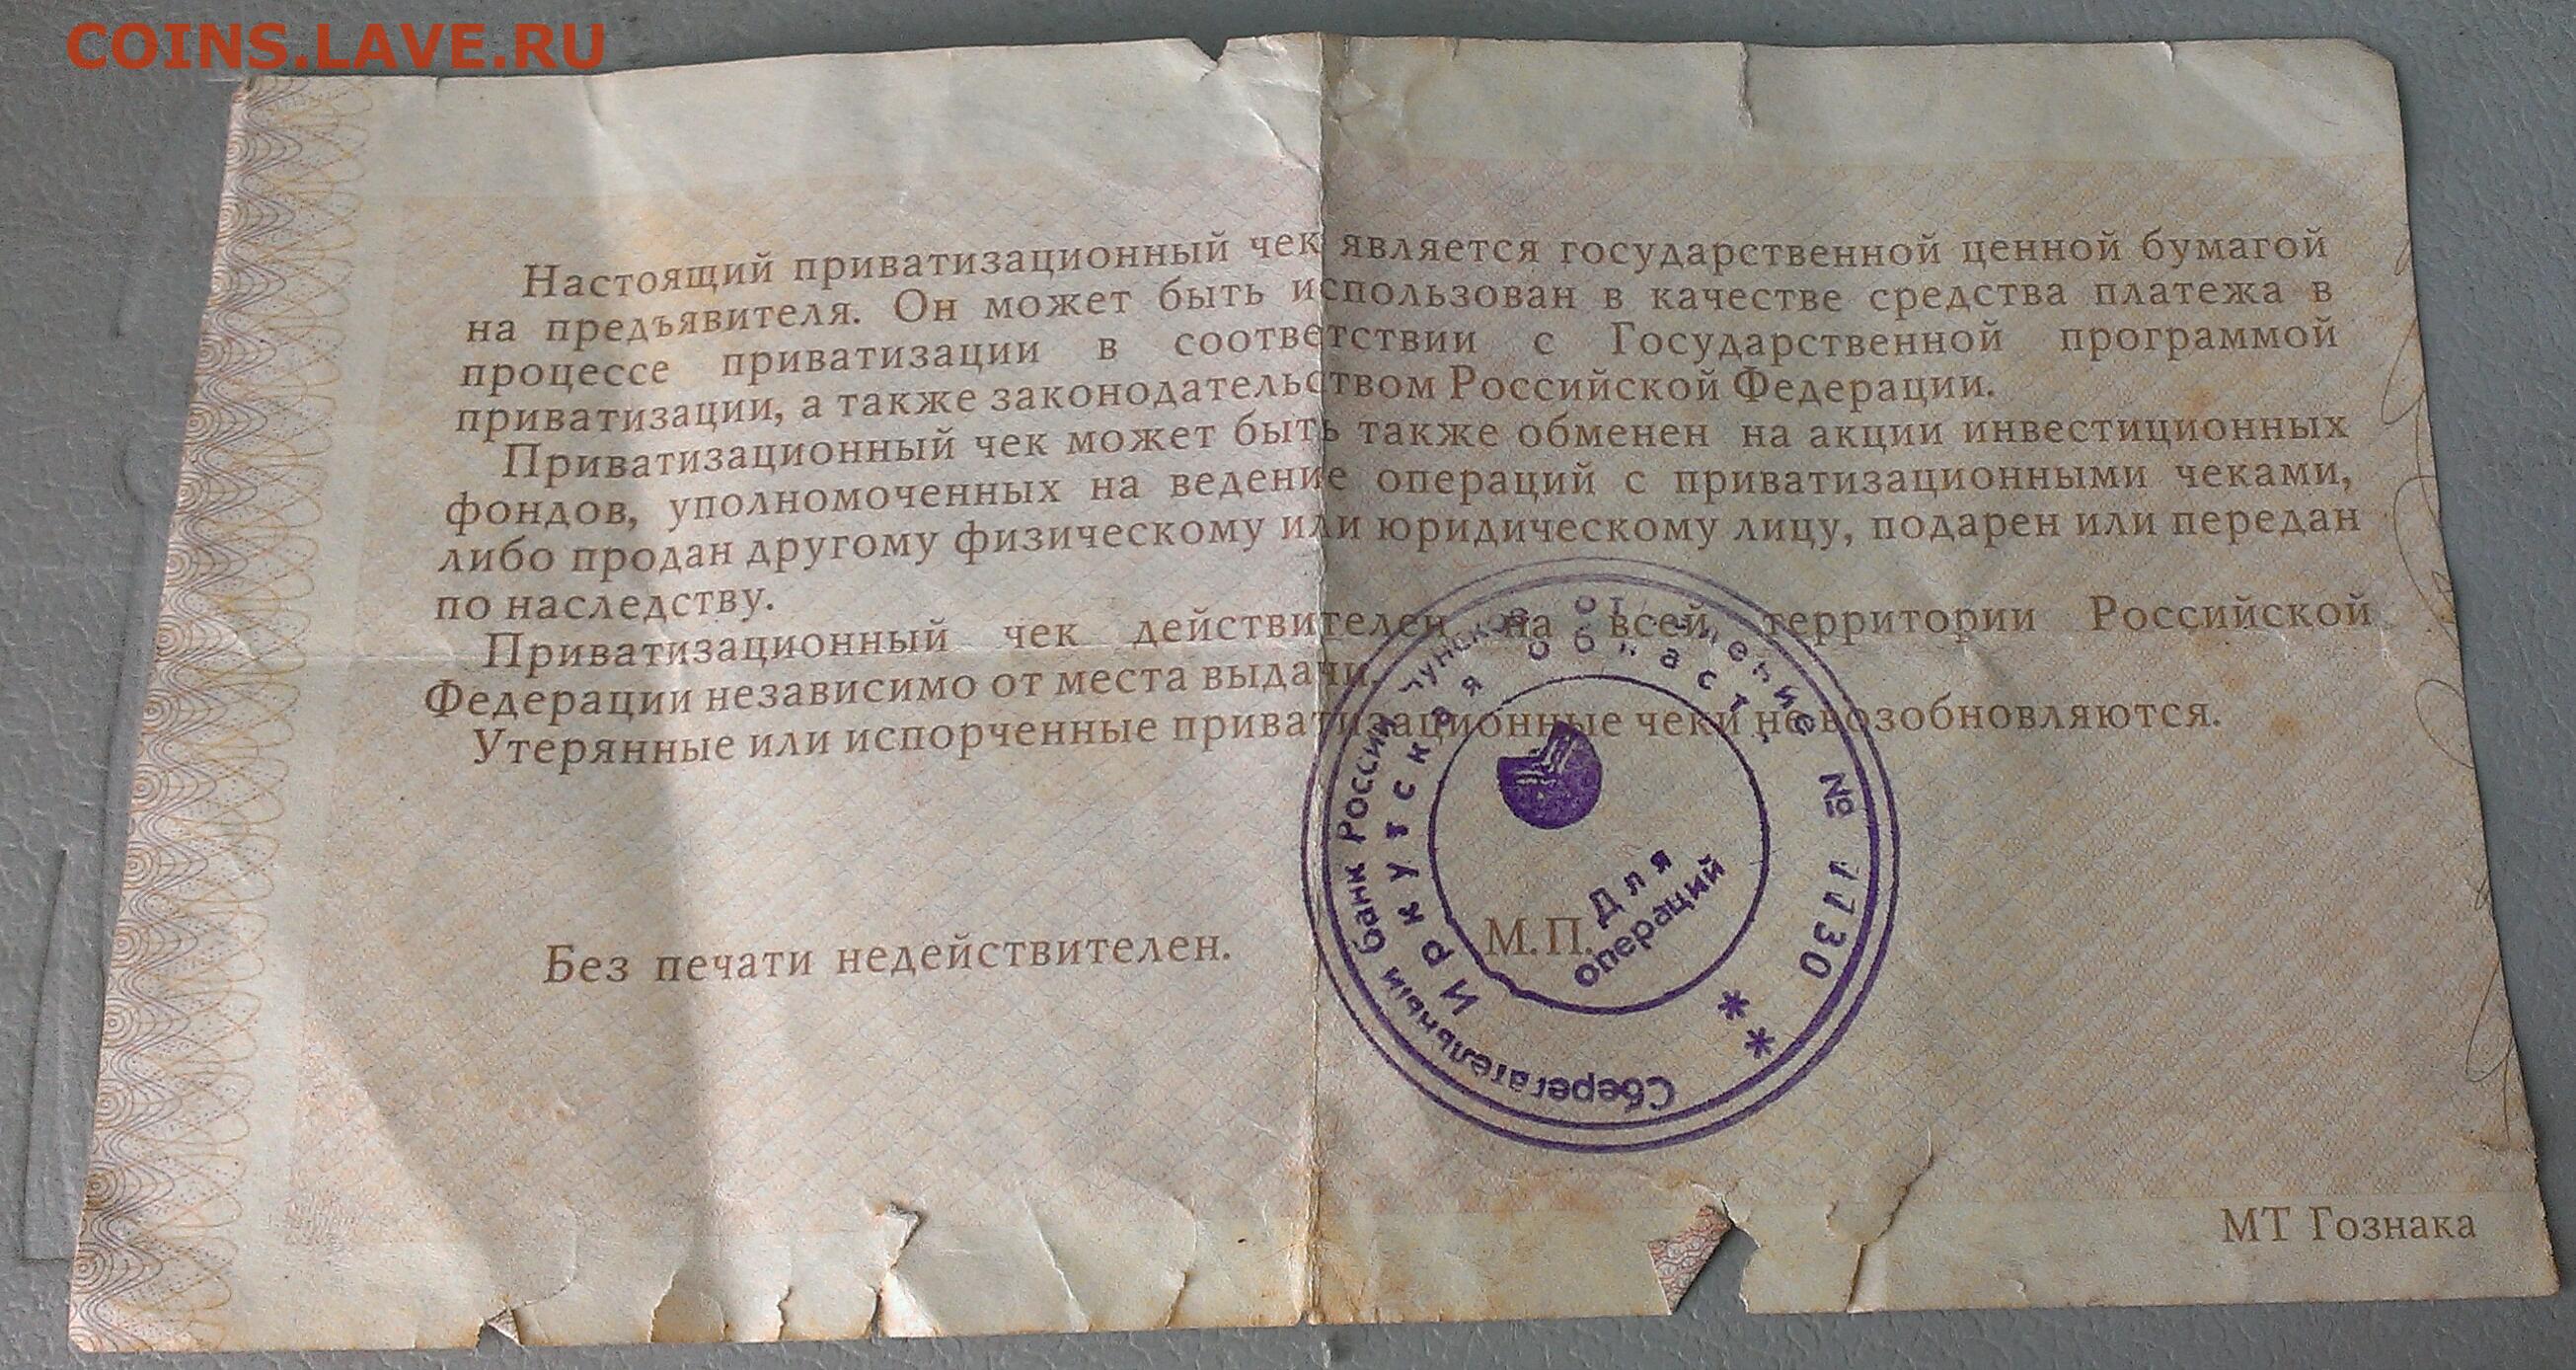 COINS.LAVE.RU
Настоящий приватизационный чек является государственной ценной бумагой
на предъявителя. Он может быть использован в качестве средства платежа в
процессе приватизации в соответствии с Государственной программой
приватизации, а также законодательством Российской Федерации.
Приватизационный чек может быть также обменен на акции инвестиционных
фондов, уполномоченных на ведение операций с приватизационными чеками,
либо продан другому физическому или юридическому лицу, подарен или передан
по наследству.
Приватизационный чек действителен на всей территории Российской
Федерации независимо от места выдачи.
Утерянные или испорченные приватизационные чеки не возобновляются.
Без печати недействителен.
М.П.
Сберегательный банк России № 1130
Иркутская
Для
операций
* *
МТ Гознака